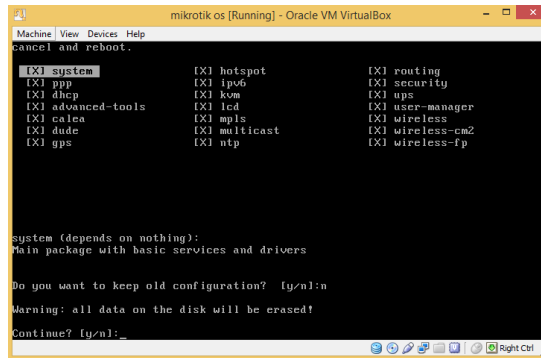 mikrotik os [Running] - Oracle VM VirtualBox
Machine View Devices Help
cancel and reboot.
[X] system [X] hotspot [X] routing
[X] ppp [X] ipv6 [X] security
[X] dhcp [X] kvm [X] ups
[X] advanced-tools [X] lcd [X] user-manager
[X] calea [X] mpls [X] wireless
[X] dude [X] multicast [X] wireless-cm2
[X] gps [X] ntp [X] wireless-fp
system (depends on nothing):
Main package with basic services and drivers
Do you want to keep old configuration? [y/n]:n
Warning: all data on the disk will be erased!
Continue? [y/n]:_
Right Ctrl